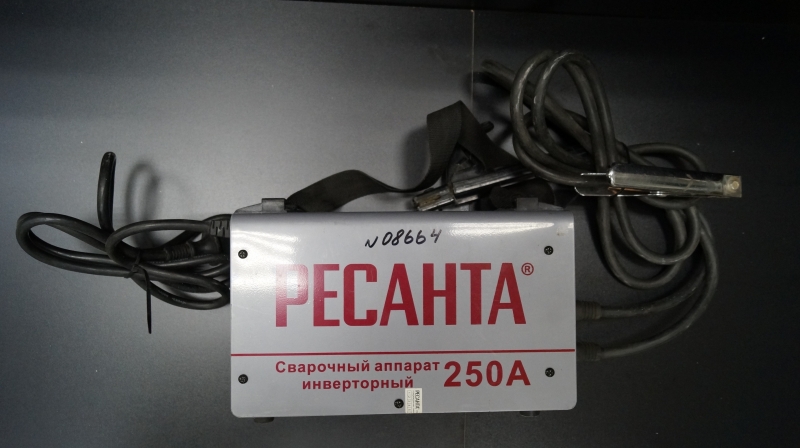 N08664
РЕСАНТА®
Сварочный аппарат
инверторный 250А